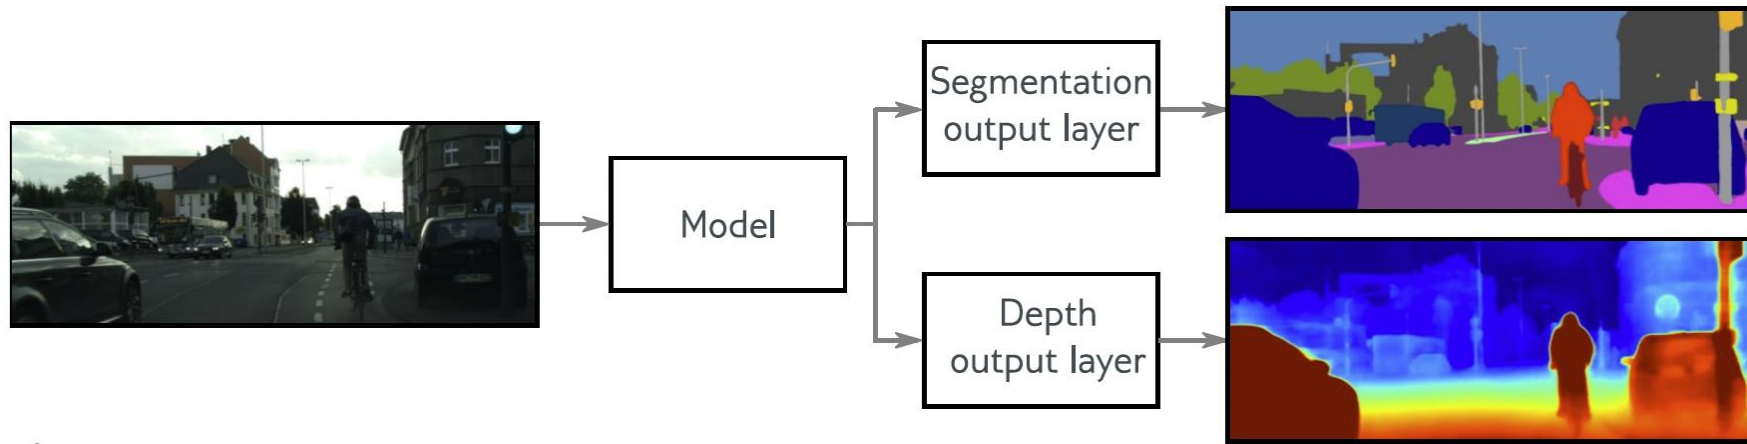 Model
Segmentation
output layer
Depth
output layer